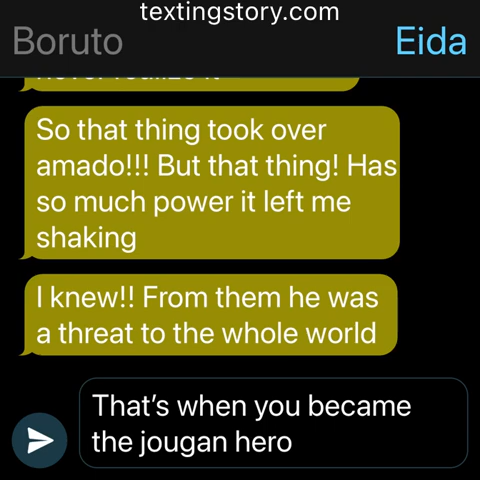 textingstory.com
Boruto
Eida
So that thing took over
amado!!! But that thing! Has
so much power it left me
shaking
I knew!! From them he was
a threat to the whole world
That's when you became
the jougan hero